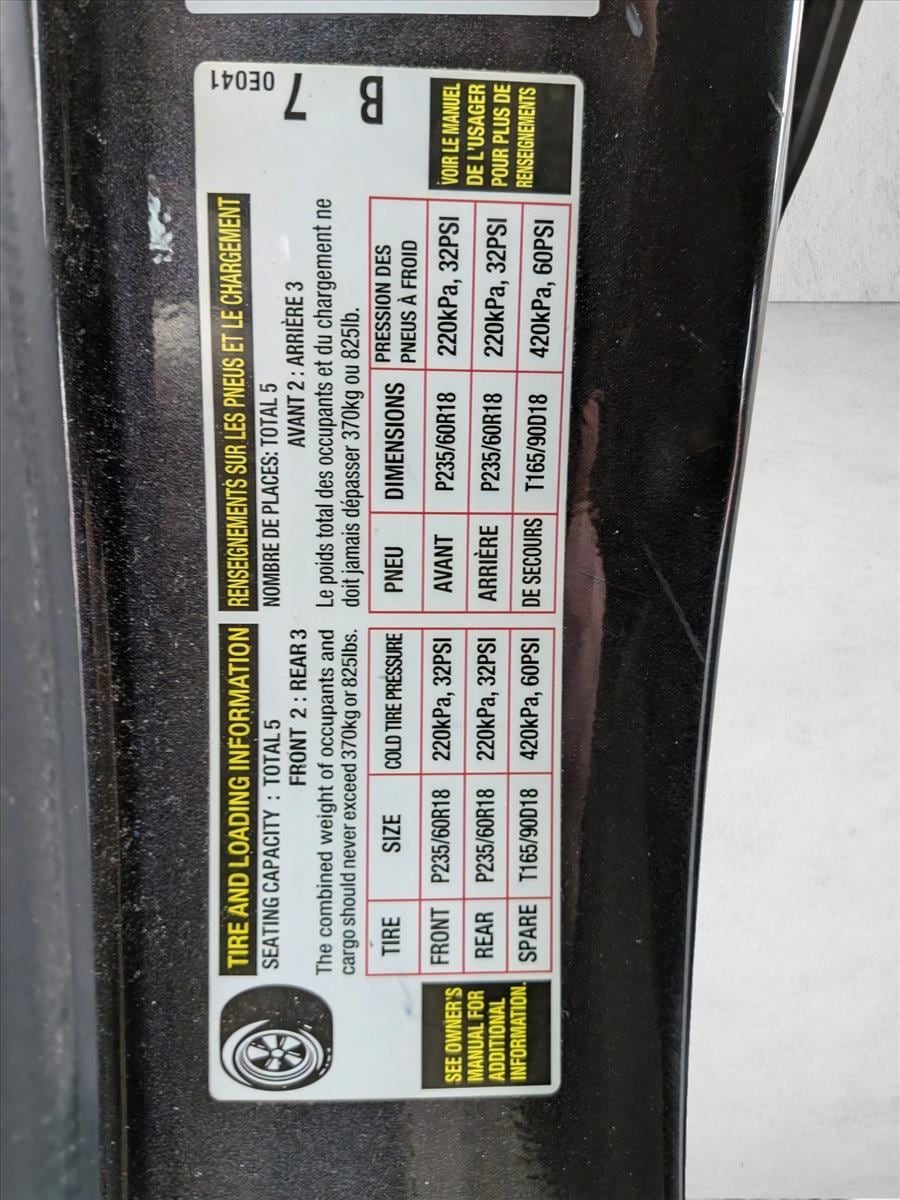 TIRE AND LOADING INFORMATION
SEATING CAPACITY : TOTAL 5
FRONT 2 : REAR 3
The combined weight of occupants and
cargo should never exceed 370kg or 825lbs.
TIRE SIZE COLD TIRE PRESSURE
FRONT P235/60R18 220kPa, 32PSI
REAR P235/60R18 220kPa, 32PSI
SPARE T165/90D18 420kPa, 60PSI
SEE OWNER'S
MANUAL FOR
ADDITIONAL
INFORMATION.
RENSEIGNEMENTS SUR LES PNEUS ET LE CHARGEMENT
NOMBRE DE PLACES: TOTAL 5
AVANT 2 : ARRIÈRE 3
Le poids total des occupants et du chargement ne
doit jamais dépasser 370kg ou 825lb.
PNEU DIMENSIONS PRESSION DES
PNEUS À FROID
AVANT P235/60R18 220kPa, 32PSI
ARRIÈRE P235/60R18 220kPa, 32PSI
DE SECOURS T165/90D18 420kPa, 60PSI
VOIR LE MANUEL
DE L'USAGER
POUR PLUS DE
RENSEIGNEMENTS
0E041
7
B